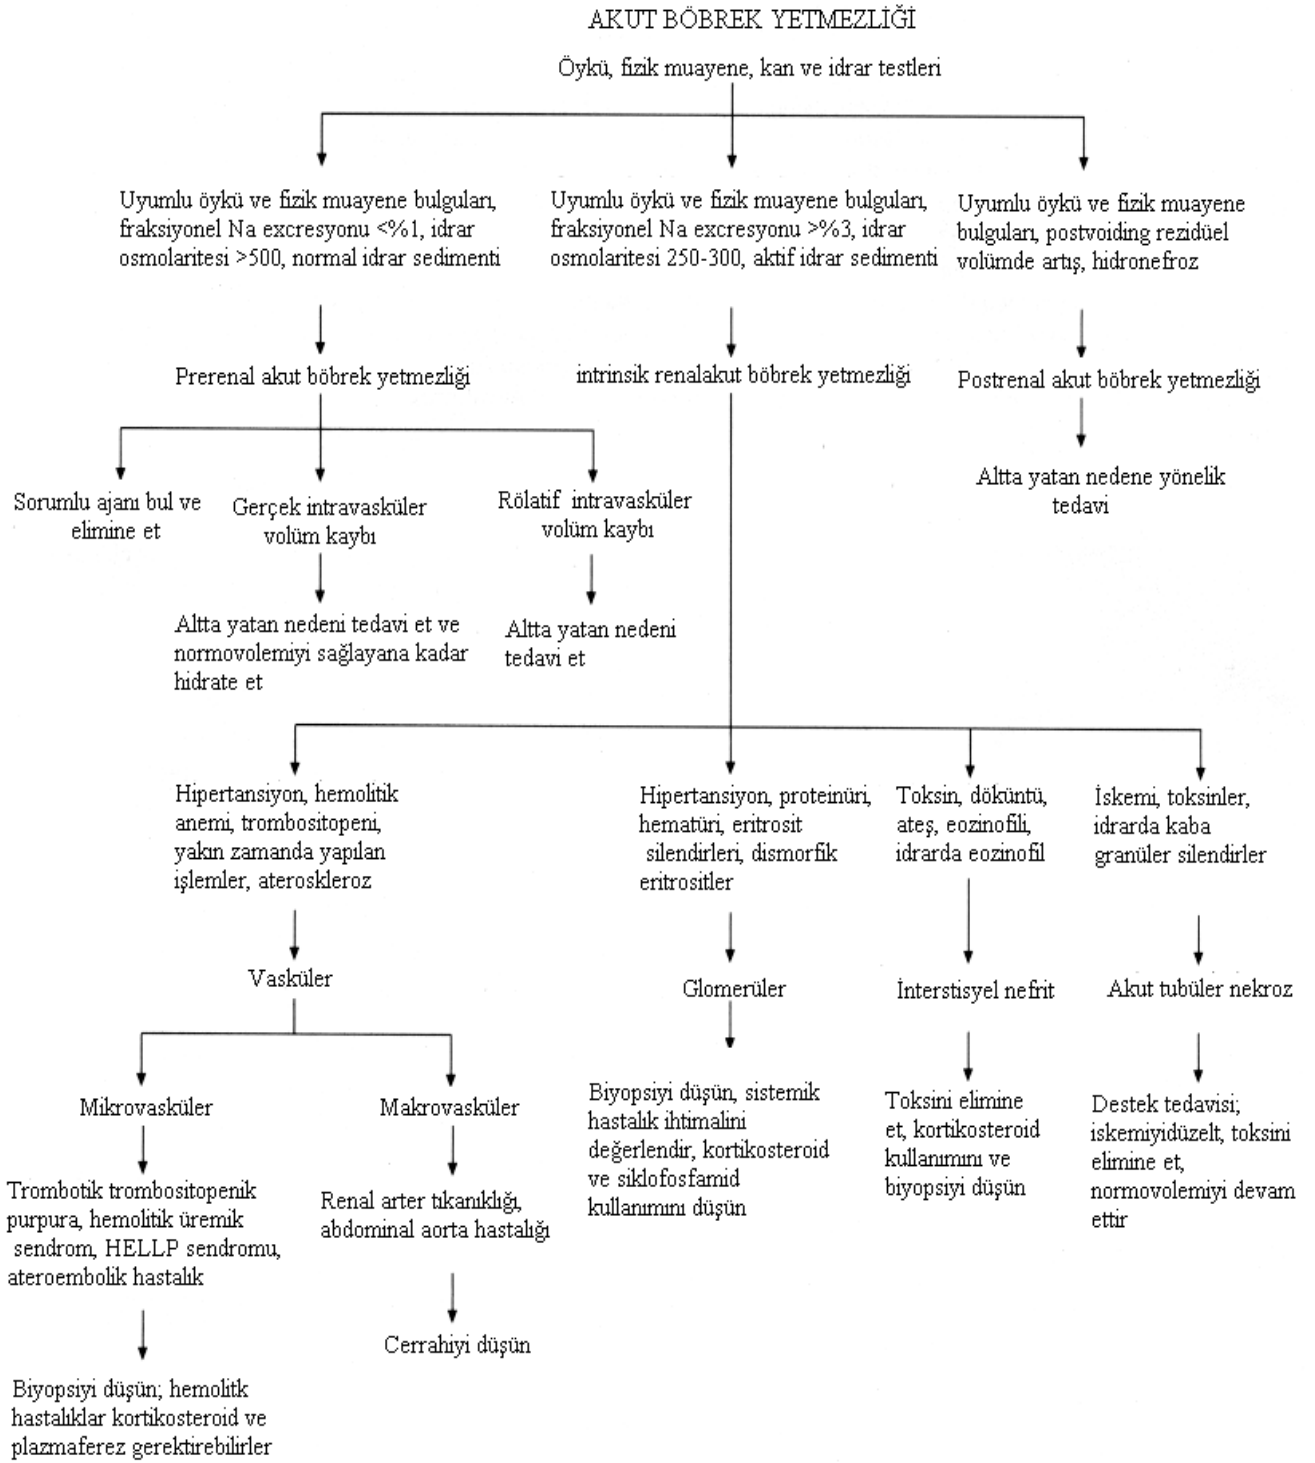 AKUT BÖBREK YETMEZLİĞİ
Öykü, fizik muayene, kan ve idrar testleri
Uyumlu öykü ve fizik muayene bulguları,
fraksiyonel Na excresyonu <%1, idrar
osmolaritesi >500, normal idrar sedimenti
Uyumlu öykü ve fizik muayene bulguları,
fraksiyonel Na excresyonu >%3, idrar
osmolaritesi 250-300, aktif idrar sedimenti
Uyumlu öykü ve fizik muayene
bulguları, postvoiding rezidüel
volümde artış, hidronefroz
Prerenal akut böbrek yetmezliği
intrinsik renalakut böbrek yetmezliği
Postrenal akut böbrek yetmezliği
Sorumlu ajanı bul ve
elimine et
Gerçek intravasküler
volüm kaybı
Rölatif intravasküler
volüm kaybı
Altta yatan nedene yönelik
tedavi
Altta yatan nedeni tedavi et ve
normovolemiyi sağlayana kadar
hidrate et
Altta yatan nedeni
tedavi et
Hipertansiyon, hemolitik
anemi, trombositopeni,
yakın zamanda yapılan
işlemler, ateroskleroz
Hipertansiyon, proteinüri,
hematüri, eritrosit
silendirleri, dismorfik
eritrositler
Toksin, döküntü,
ateş, eozinofili,
idrarda eozinofil
İskemi, toksinler,
idrarda kaba
granüler silendirler
Vasküler
Glomerüler
İnterstisyel nefrit
Akut tubüler nekroz
Mikrovasküler
Makrovasküler
Biyopsiyi düşün, sistemik
hastalık ihtimalini
değerlendir, kortikosteroid
ve siklofosfamid
kullanımını düşün
Toksini elimine
et, kortikosteroid
kullanımını ve
biyopsiyi düşün
Destek tedavisi;
iskemiyidüzelt, toksini
elimine et,
normovolemiyi devam
ettir
Trombotik trombositopenik
purpura, hemolitik üremik
sendrom, HELLP sendromu,
ateroembolik hastalık
Renal arter tıkanıklığı,
abdominal aorta hastalığı
Cerrahiyi düşün
Biyopsiyi düşün; hemolitk
hastalıklar kortikosteroid ve
plazmaferez gerektirebilirler